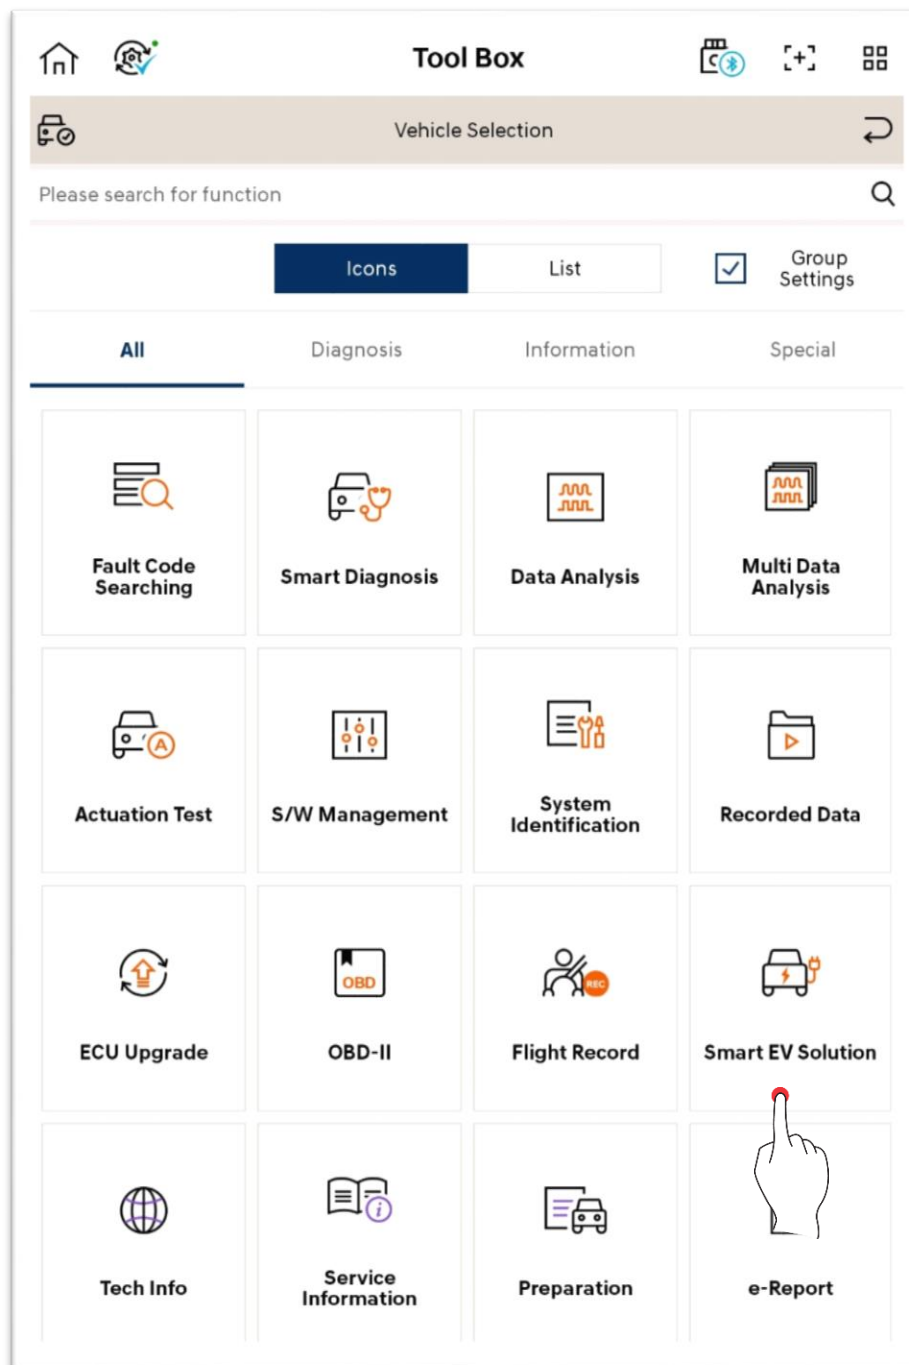 Tool Box
Vehicle Selection
Please search for function
Icons
List
Group
Settings
All
Diagnosis
Information
Special
Fault Code
Searching
Smart Diagnosis
Data Analysis
Multi Data
Analysis
A
Actuation Test
S/W Management
System
Identification
Recorded Data
ECU Upgrade
OBD
OBD-II
REC
Flight Record
Smart EV Solution
Tech Info
i
Service
Information
Preparation
e-Report